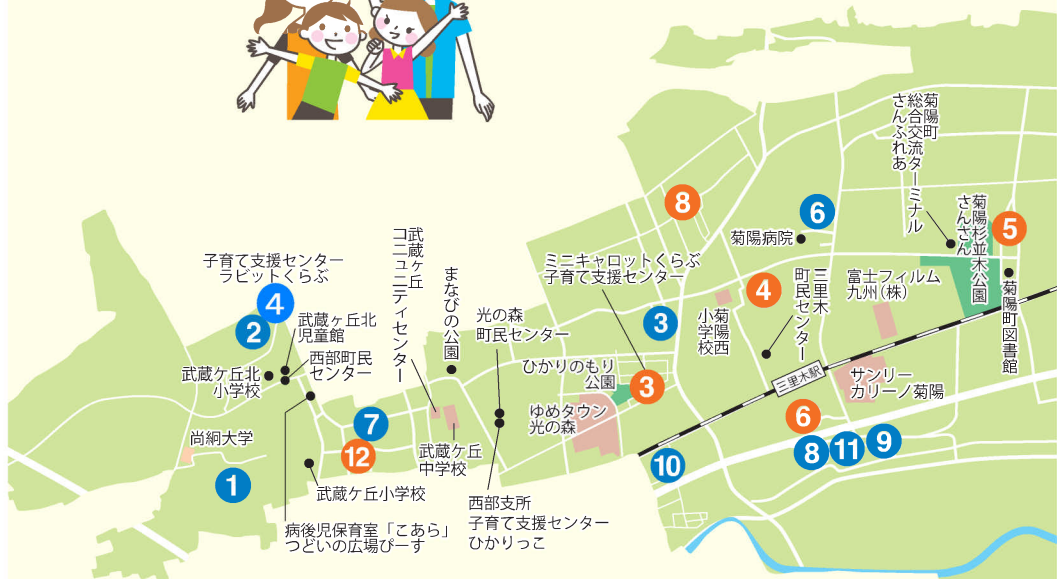 菊陽町
総合交流ターミナル
さんふれあ
菊陽杉並木公園
さんさん
5
菊陽町図書館
8
6
菊陽病院
子育て支援センター
ラビットくらぶ
4
2
武蔵ヶ丘北
児童館
西部町民
センター
武蔵ケ丘北
小学校
武蔵ヶ丘
コミュニティセンター
まなびの公園
光の森
町民センター
ミニキャロットくらぶ
子育て支援センター
3
菊陽西
小学校
4
三里木
町民センター
富士フィルム
九州(株)
三里木駅
サンリー
カリーノ菊陽
ひかりのもり
公園
3
ゆめタウン
光の森
尚絅大学
1
7
12
武蔵ケ丘
中学校
武蔵ケ丘小学校
病後児保育室「こあら」
つどいの広場ぴーす
西部支所
子育て支援センター
ひかりっこ
10
6
8
11
9